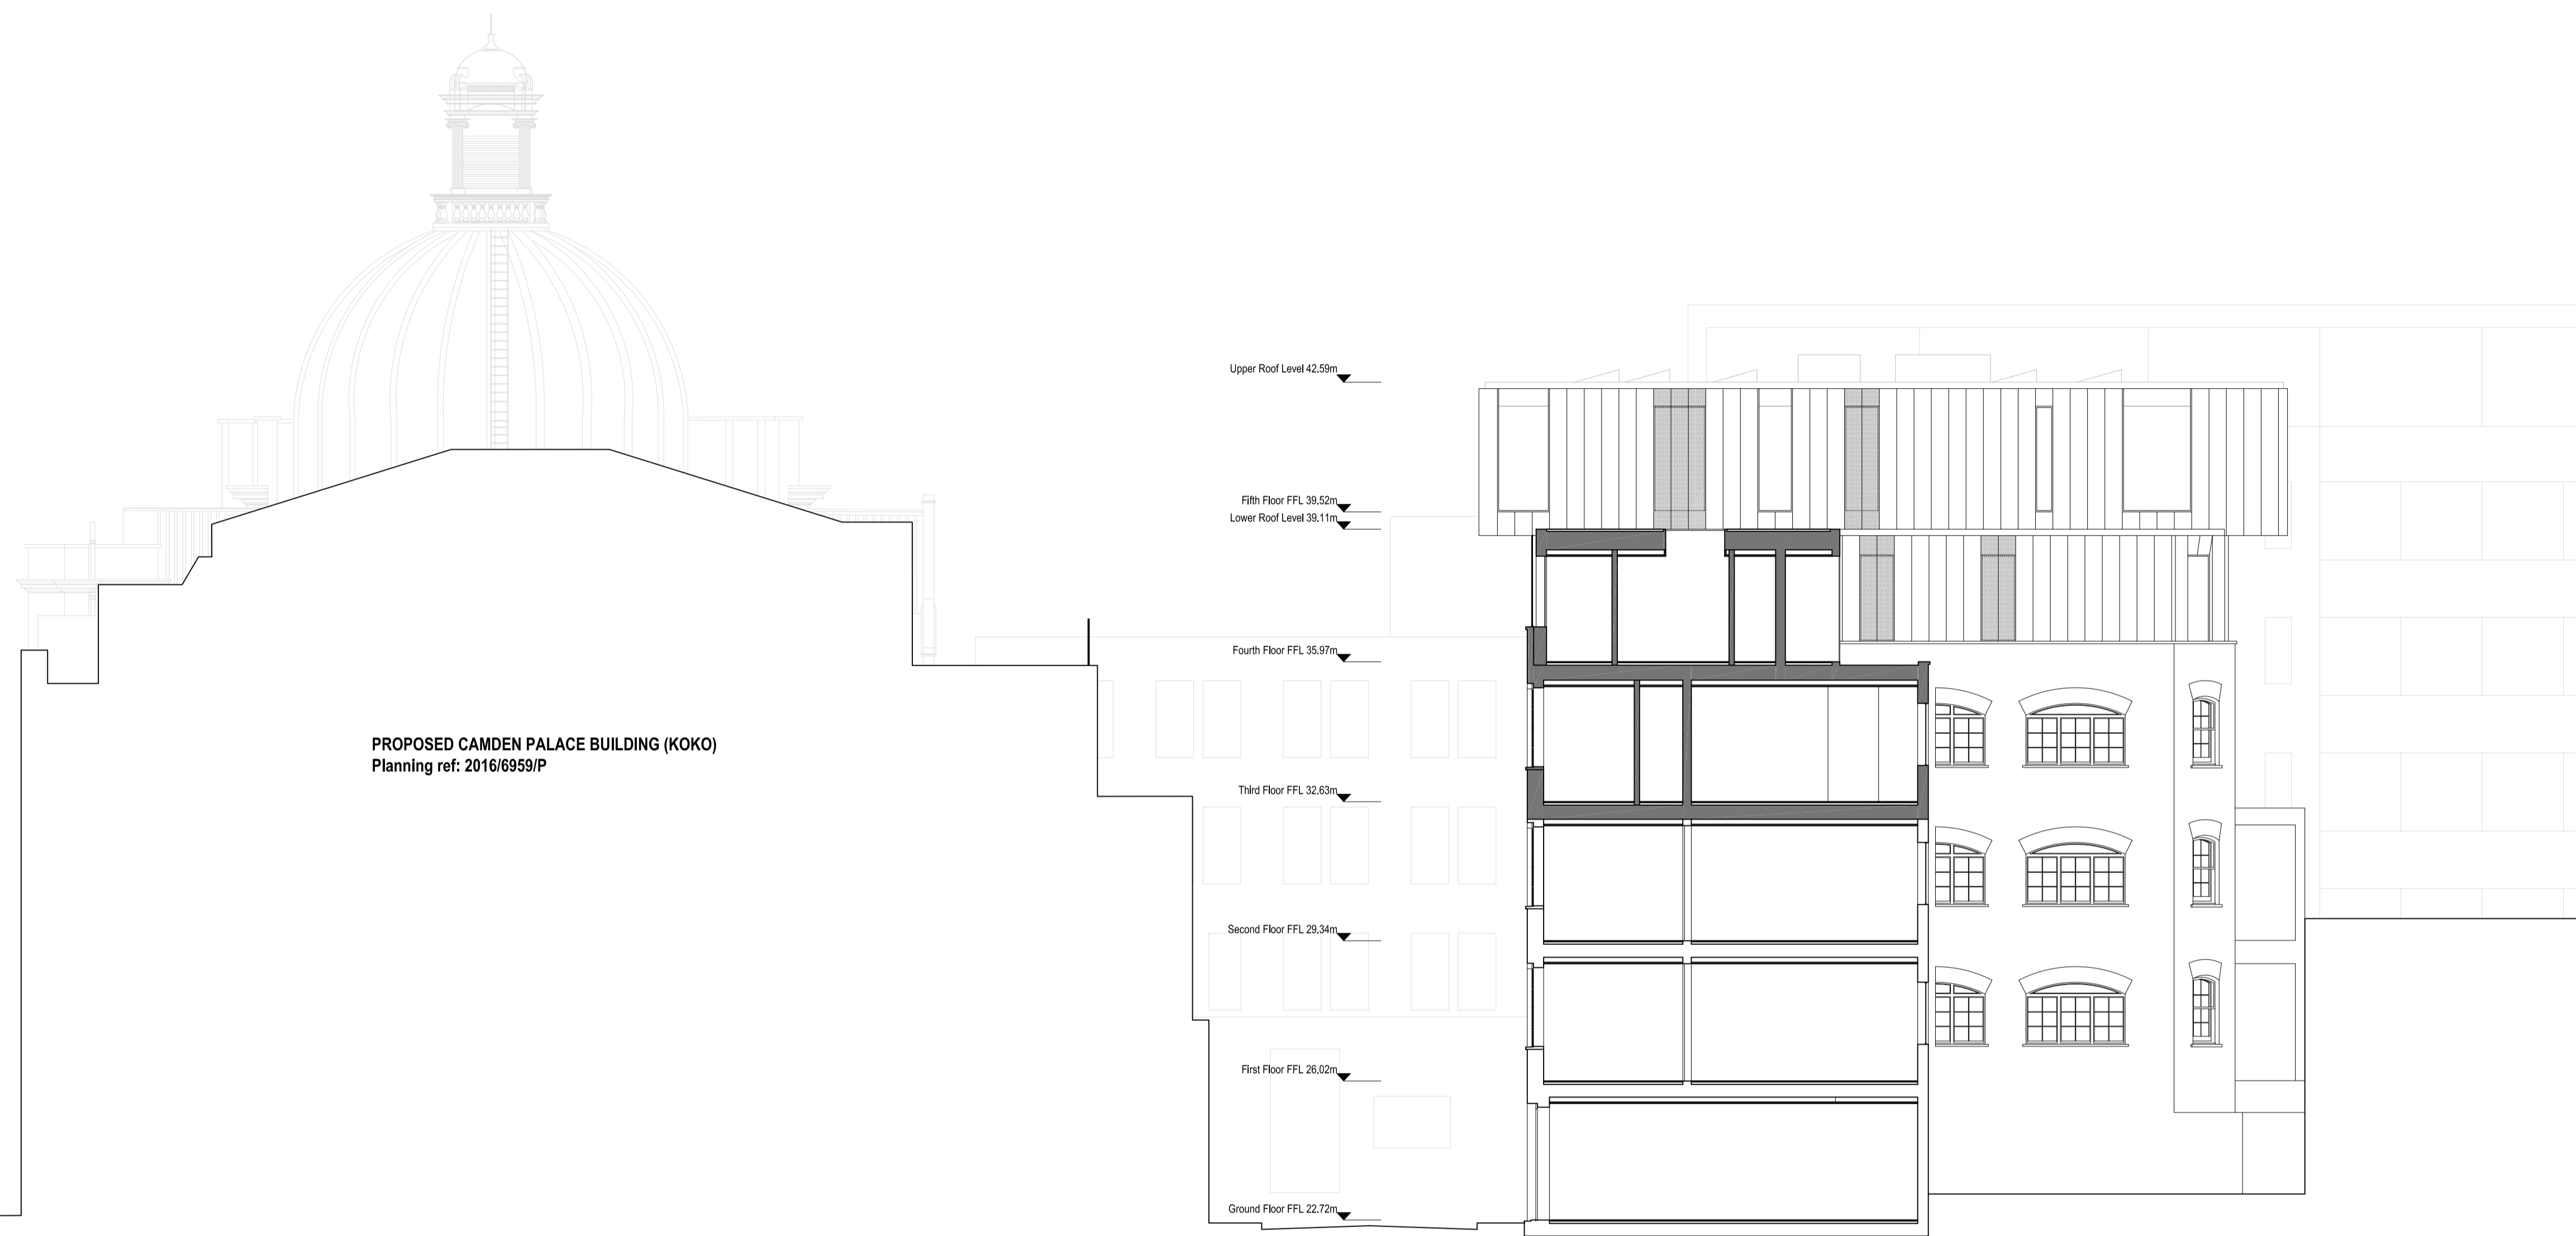 Upper Roof Level 42.59m
Fifth Floor FFL 39.52m
Lower Roof Level 39.11m
Fourth Floor FFL 35.97m
PROPOSED CAMDEN PALACE BUILDING (KOKO)
Planning ref: 2016/6959/P
Third Floor FFL 32.63m
Second Floor FFL 29.34m
First Floor FFL 26.02m
Ground Floor FFL 22.72m